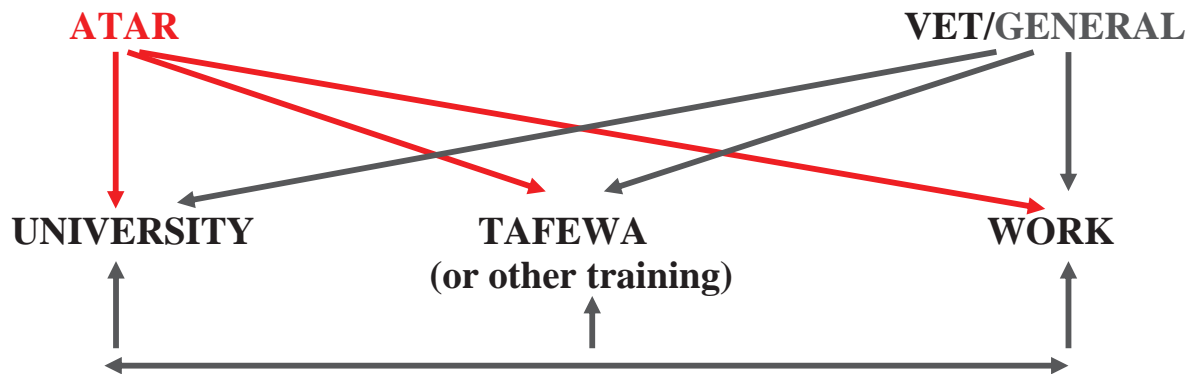 ATAR VET/GENERAL
UNIVERSITY TAFEWA WORK
(or other training)